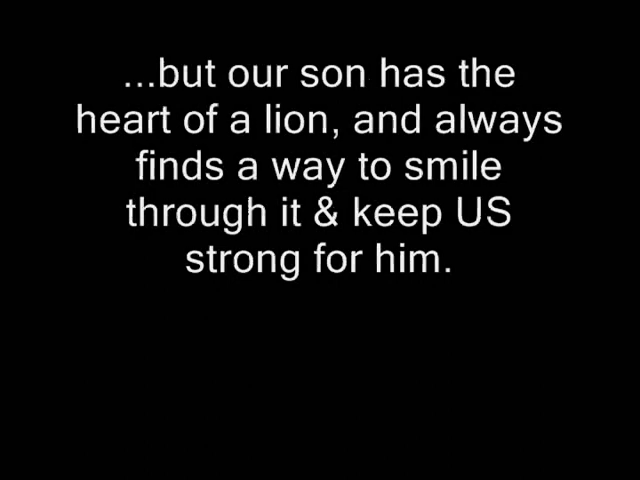 ...but our son has the
heart of a lion, and always
finds a way to smile
through it & keep US
strong for him.